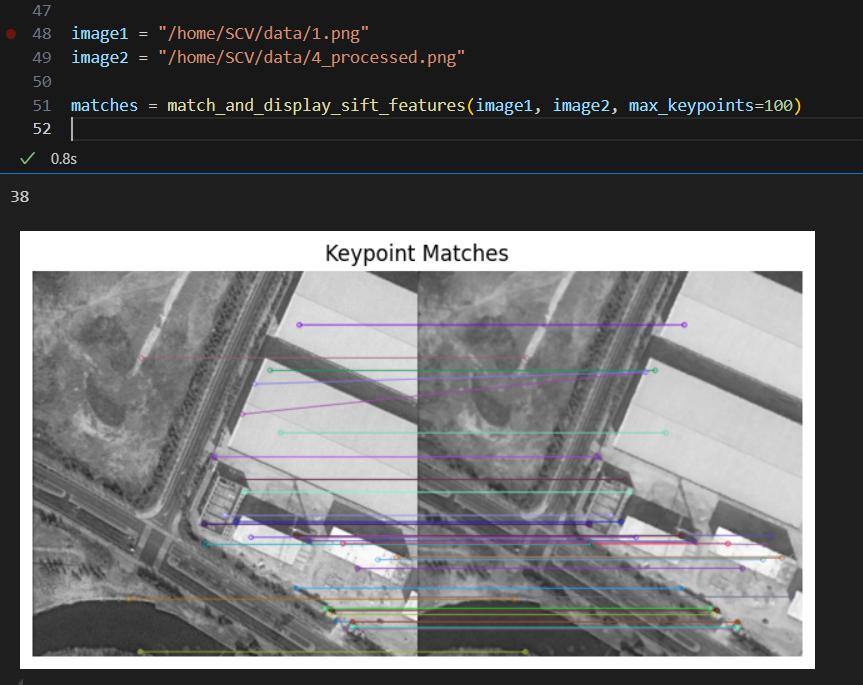 47
48 image1 = "/home/SCV/data/1.png"
49 image2 = "/home/SCV/data/4_processed.png"
50
51 matches = match_and_display_sift_features(image1, image2, max_keypoints=100)
52
0.8s
38
Keypoint Matches